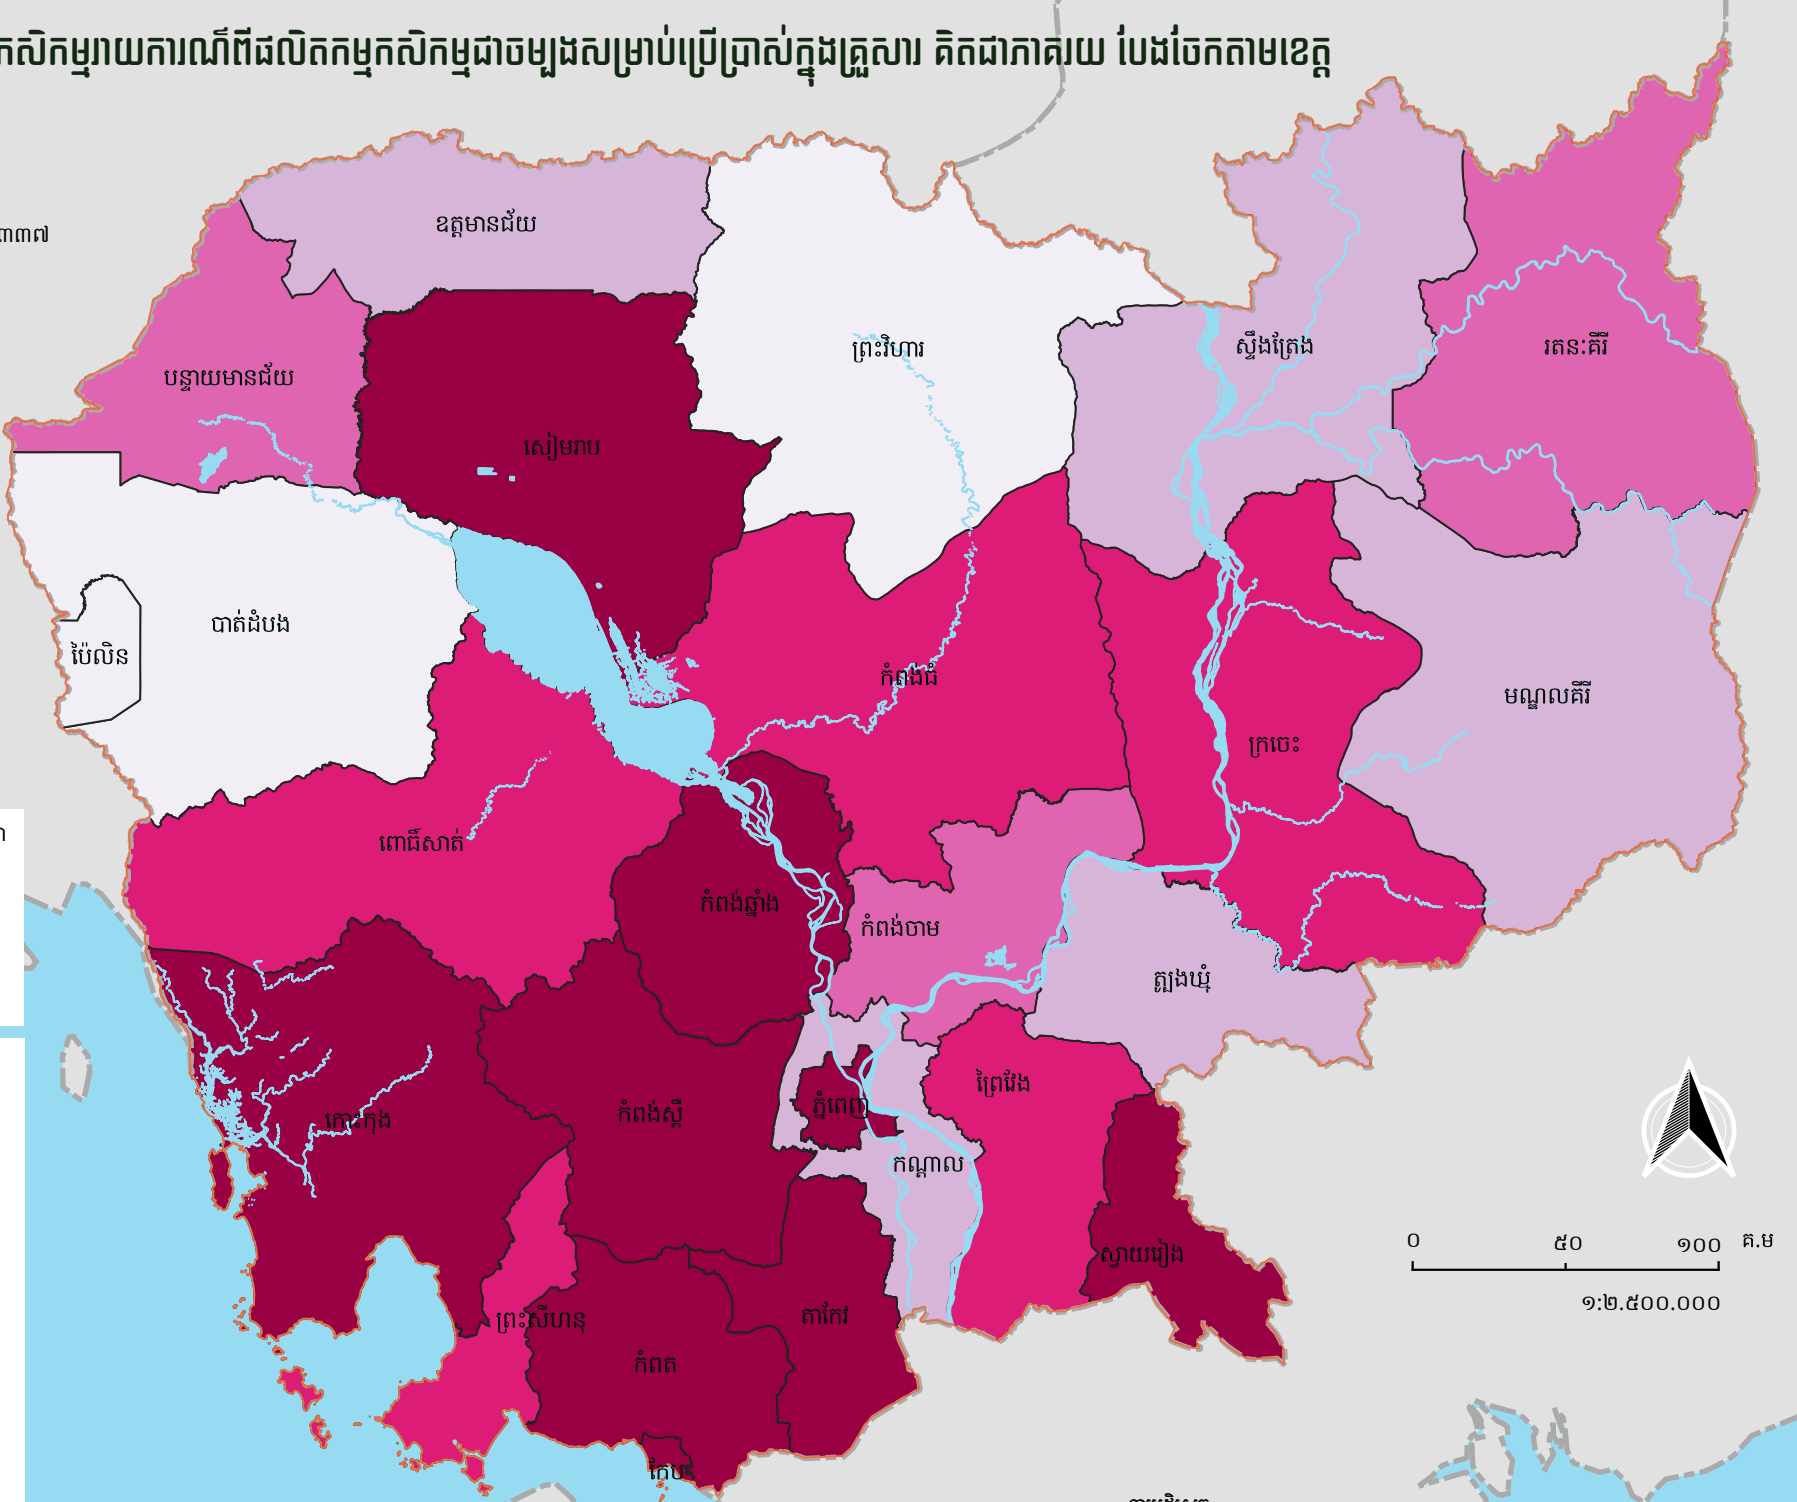 កសិកម្មរាយការណ៍ពីផលិតកម្មកសិកម្មជាចម្បងសម្រាប់ប្រើប្រាស់ក្នុងគ្រួសារ គិតជាភាគរយ បែងចែកតាមខេត្ត
៣៣៧
ឧត្តមានជ័យ
ព្រះវិហារ
ស្ទឹងត្រែង
រតនៈគីរី
បន្ទាយមានជ័យ
សៀមរាប
បាត់ដំបង
ប៉ៃលិន
កំពង់ធំ
មណ្ឌលគីរី
ក្រចេះ
ពោធិ៍សាត់
កំពង់ឆ្នាំង
កំពង់ចាម
ត្បូងឃ្មុំ
ព្រៃវែង
កំពង់ស្ពឺ
ភ្នំពេញ
កោះកុង
កណ្តាល
ស្វាយរៀង
ព្រះសីហនុ
តាកែវ
កំពត
កែប
0 ៥០ ១០០ គ.ម
១:២.៥០០.០០០